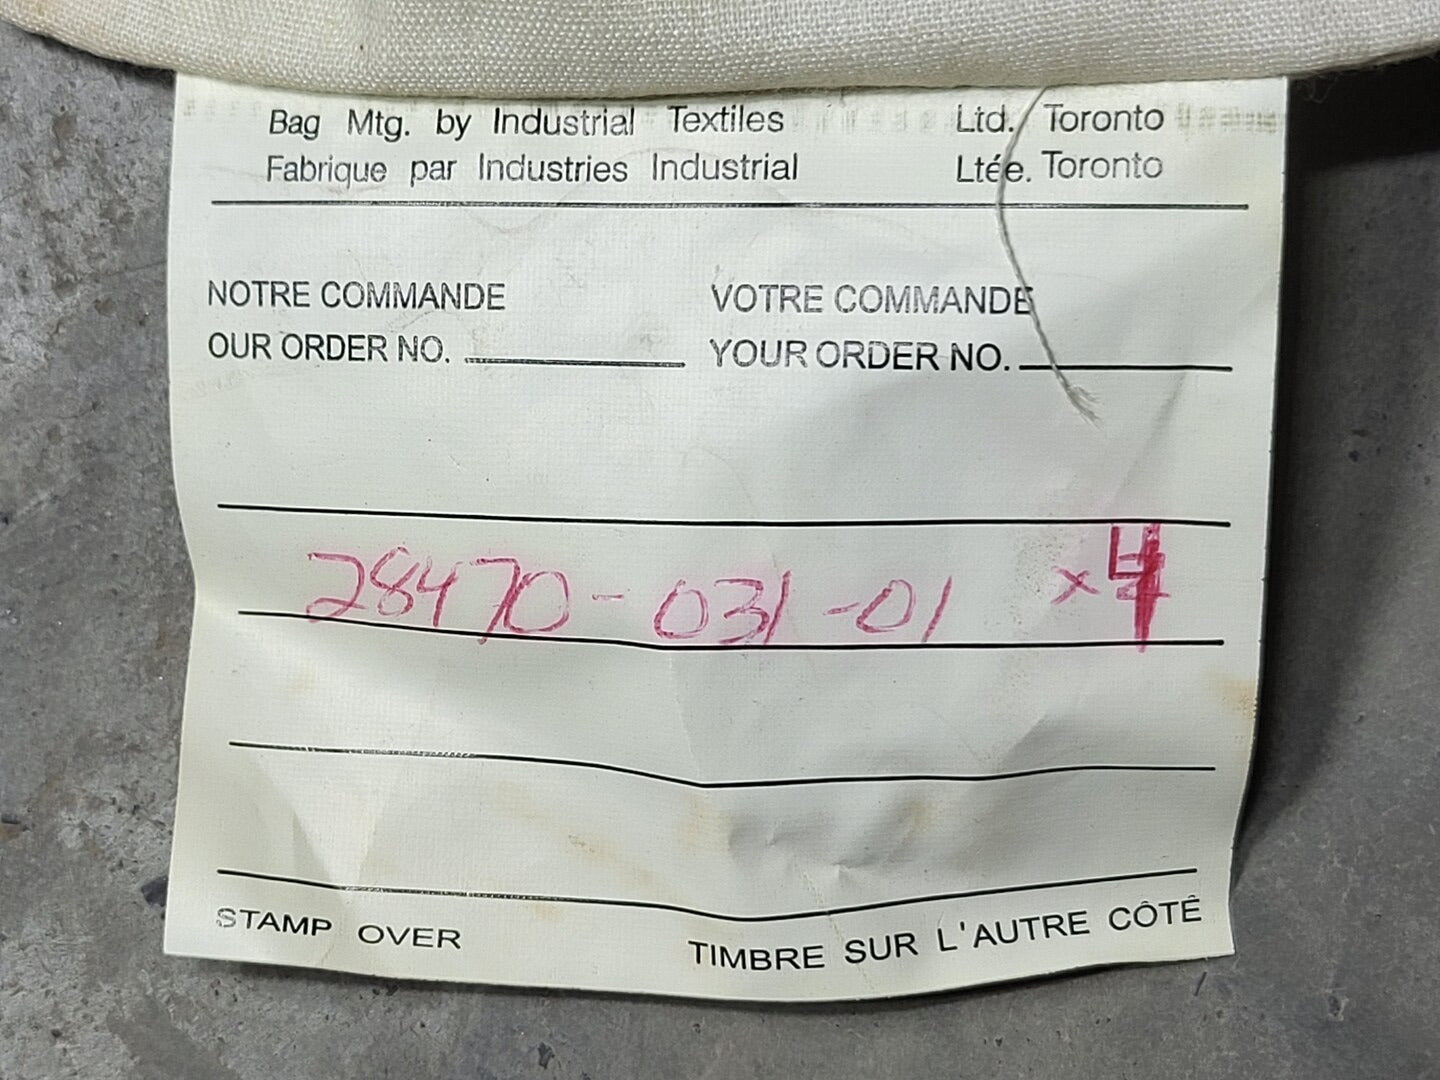 Bag Mtg. by Industrial Textiles Ltd. Toronto
Fabrique par Industries Industrial Ltée. Toronto
NOTRE COMMANDE VOTRE COMMANDE
OUR ORDER NO. YOUR ORDER NO.
28470-031-01 x4
STAMP OVER TIMBRE SUR L'AUTRE CÔTÉ